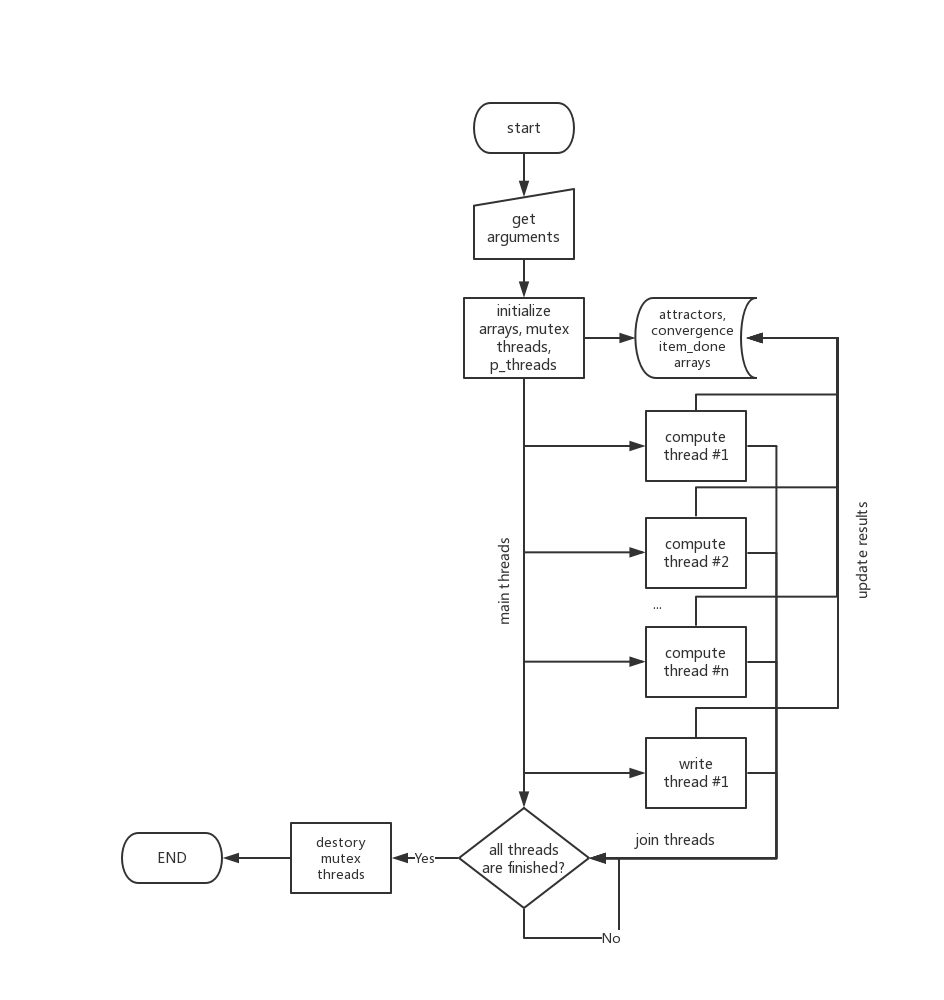 start
get
arguments
initialize
arrays, mutex
threads,
p_threads
attractors,
convergence
item_done
arrays
compute
thread #1
compute
thread #2
...
compute
thread #n
write
thread #1
main threads
update results
join threads
all threads
are finished?
Yes
No
destory
mutex
threads
END